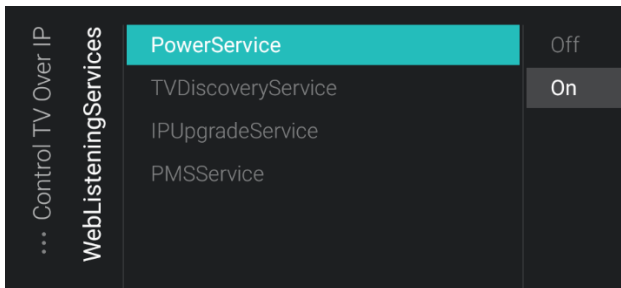 ... Control TV Over IP
WebListeningServices
PowerService
TVDiscoveryService
IPUpgradeService
PMSService
Off
On